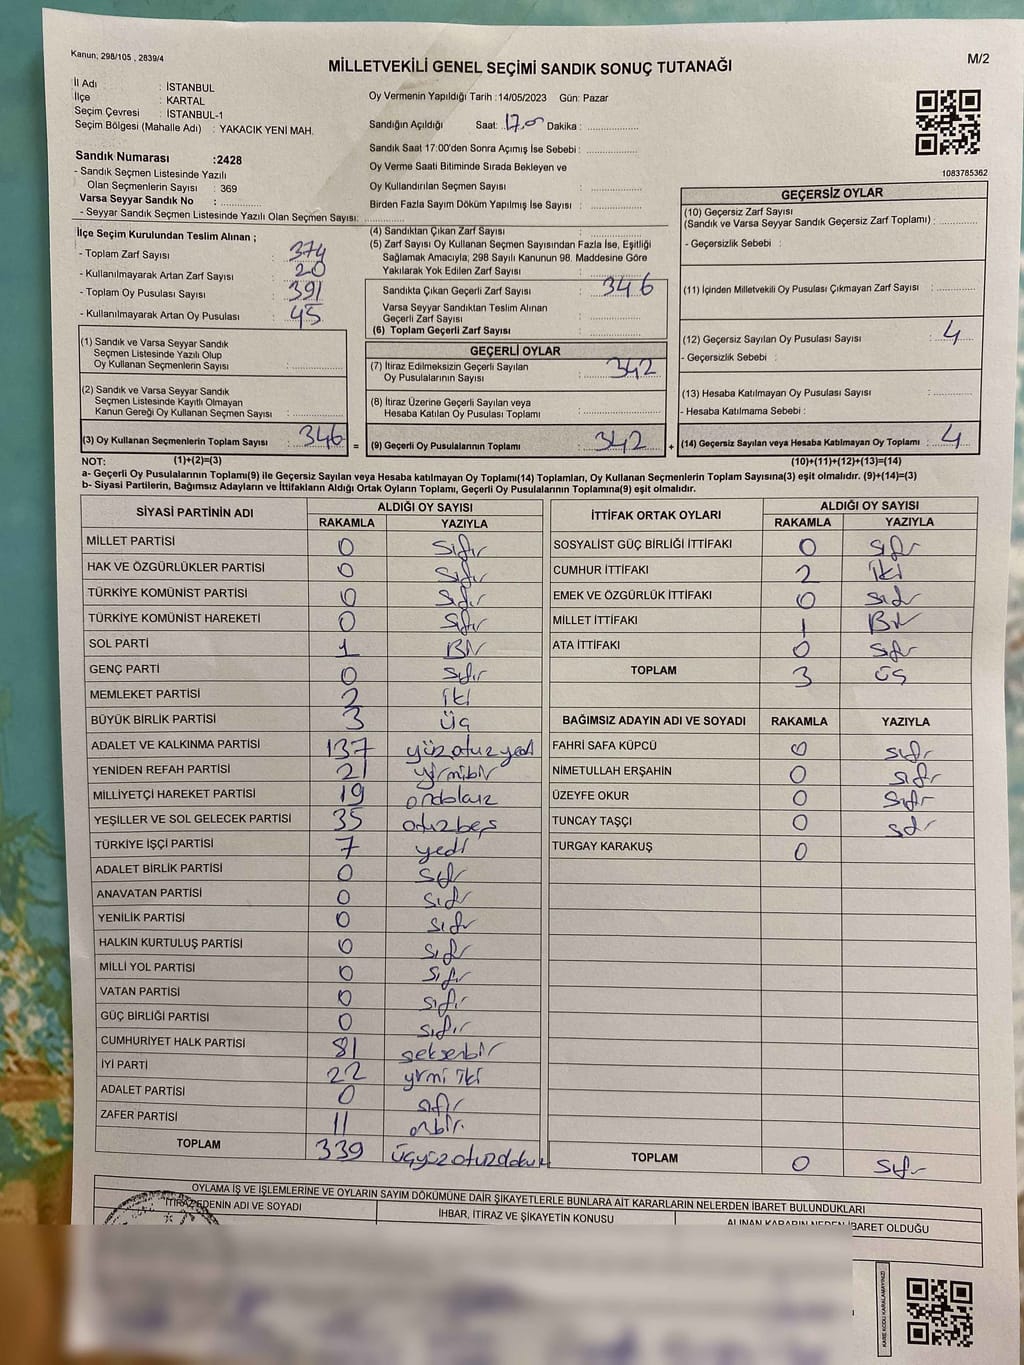 Kanun; 298/105 , 2839/4
M/2
MİLLETVEKİLİ GENEL SEÇİMİ SANDIK SONUÇ TUTANAĞI
İl Adı : İSTANBUL
İlçe : KARTAL
Seçim Çevresi : İSTANBUL-1
Seçim Bölgesi (Mahalle Adı) : YAKACIK YENİ MAH.
Sandık Numarası :2428
- Sandık Seçmen Listesinde Yazılı
Olan Seçmenlerin Sayısı : 369
Varsa Seyyar Sandık No : ..............
- Seyyar Sandık Seçmen Listesinde Yazılı Olan Seçmen Sayısı: ..............
Oy Vermenin Yapıldığı Tarih :14/05/2023 Gün: Pazar
Sandığın Açıldığı Saat: 17.00 Dakika : ..............
Sandık Saat 17:00'den Sonra Açımış İse Sebebi : ..............
Oy Verme Saati Bitiminde Sırada Bekleyen ve
Oy Kullandırılan Seçmen Sayısı : ..............
Birden Fazla Sayım Döküm Yapılmış İse Sayısı : ..............
1083785362
İlçe Seçim Kurulundan Teslim Alınan ;
- Toplam Zarf Sayısı : 374
- Kullanılmayarak Artan Zarf Sayısı : 20
- Toplam Oy Pusulası Sayısı : 391
- Kullanılmayarak Artan Oy Pusulası : 45
(1) Sandık ve Varsa Seyyar Sandık
Seçmen Listesinde Yazılı Olup
Oy Kullanan Seçmenlerin Sayısı : ..............
(2) Sandık ve Varsa Seyyar Sandık
Seçmen Listesinde Kayıtlı Olmayan
Kanun Gereği Oy Kullanan Seçmen Sayısı : ..............
(3) Oy Kullanan Seçmenlerin Toplam Sayısı : 346
(4) Sandıktan Çıkan Zarf Sayısı : ..............
(5) Zarf Sayısı Oy Kullanan Seçmen Sayısından Fazla İse, Eşitliği
Sağlamak Amacıyla; 298 Sayılı Kanunun 98. Maddesine Göre
Yakılarak Yok Edilen Zarf Sayısı : ..............
Sandıkta Çıkan Geçerli Zarf Sayısı : 346
Varsa Seyyar Sandıktan Teslim Alınan
Geçerli Zarf Sayısı : ..............
(6) Toplam Geçerli Zarf Sayısı : ..............
GEÇERLİ OYLAR
(7) İtiraz Edilmeksizin Geçerli Sayılan
Oy Pusulalarının Sayısı : 342
(8) İtiraz Üzerine Geçerli Sayılan veya
Hesaba Katılan Oy Pusulası Toplamı : ..............
= (9) Geçerli Oy Pusulalarının Toplamı : 342 +
GEÇERSİZ OYLAR
(10) Geçersiz Zarf Sayısı
(Sandık ve Varsa Seyyar Sandık Geçersiz Zarf Toplamı) : ..............
- Geçersizlik Sebebi :
(11) İçinden Milletvekili Oy Pusulası Çıkmayan Zarf Sayısı : ..............
(12) Geçersiz Sayılan Oy Pusulası Sayısı : 4
- Geçersizlik Sebebi :
(13) Hesaba Katılmayan Oy Pusulası Sayısı : ..............
- Hesaba Katılmama Sebebi :
(14) Geçersiz Sayılan veya Hesaba Katılmayan Oy Toplamı : 4
NOT: (1)+(2)=(3)
(10)+(11)+(12)+(13)=(14)
a- Geçerli Oy Pusulalarının Toplamı(9) ile Geçersiz Sayılan veya Hesaba katılmayan Oy Toplamı(14) Toplamları, Oy Kullanan Seçmenlerin Toplam Sayısına(3) eşit olmalıdır. (9)+(14)=(3)
b- Siyasi Partilerin, Bağımsız Adayların ve İttifakların Aldığı Ortak Oyların Toplamı, Geçerli Oy Pusulalarının Toplamına(9) eşit olmalıdır.
SİYASİ PARTİNİN ADI ALDIĞI OY SAYISI
RAKAMLA YAZIYLA
MİLLET PARTİSİ 0 sıfır
HAK VE ÖZGÜRLÜKLER PARTİSİ 0 sıfır
TÜRKİYE KOMÜNİST PARTİSİ 0 sıfır
TÜRKİYE KOMÜNİST HAREKETİ 0 sıfır
SOL PARTİ 1 Bir
GENÇ PARTİ 0 sıfır
MEMLEKET PARTİSİ 2 iki
BÜYÜK BİRLİK PARTİSİ 3 üç
ADALET VE KALKINMA PARTİSİ 137 yüzotuzyedi
YENİDEN REFAH PARTİSİ 21 yirmibir
MİLLİYETÇİ HAREKET PARTİSİ 19 ondokuz
YEŞİLLER VE SOL GELECEK PARTİSİ 35 otuzbeş
TÜRKİYE İŞÇİ PARTİSİ 7 yedi
ADALET BİRLİK PARTİSİ 0 sıfır
ANAVATAN PARTİSİ 0 sıfır
YENİLİK PARTİSİ 0 sıfır
HALKIN KURTULUŞ PARTİSİ 0 sıfır
MİLLİ YOL PARTİSİ 0 sıfır
VATAN PARTİSİ 0 sıfır
GÜÇ BİRLİĞİ PARTİSİ 0 sıfır
CUMHURİYET HALK PARTİSİ 81 seksenbir
İYİ PARTİ 22 yirmi iki
ADALET PARTİSİ 0 sıfır
ZAFER PARTİSİ 11 onbir
TOPLAM 339 üçyüzotuzdokuz
İTTİFAK ORTAK OYLARI ALDIĞI OY SAYISI
RAKAMLA YAZIYLA
SOSYALİST GÜÇ BİRLİĞİ İTTİFAKI 0 sıfır
CUMHUR İTTİFAKI 2 iki
EMEK VE ÖZGÜRLÜK İTTİFAKI 0 sıfır
MİLLET İTTİFAKI 1 Bir
ATA İTTİFAKI 0 sıfır
TOPLAM 3 üç
BAĞIMSIZ ADAYIN ADI VE SOYADI RAKAMLA YAZIYLA
FAHRİ SAFA KÜPCÜ 0 sıfır
NİMETULLAH ERŞAHİN 0 sıfır
ÜZEYFE OKUR 0 sıfır
TUNCAY TAŞÇI 0 sıfır
TURGAY KARAKUŞ 0
TOPLAM 0 sıfır
OYLAMA İŞ VE İŞLEMLERİNE VE OYLARIN SAYIM DÖKÜMÜNE DAİR ŞİKAYETLERLE BUNLARA AİT KARARLARIN NELERDEN İBARET BULUNDUKLARI
İTİRAZ EDENİN ADI VE SOYADI
İHBAR, İTİRAZ VE ŞİKAYETİN KONUSU
ALINAN KARARIN NEDEN İBARET OLDUĞU
KARE KODU KARALAMAYINIZ!